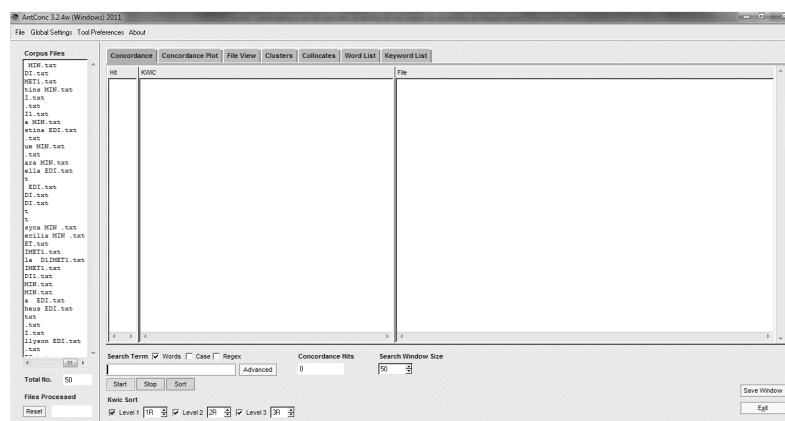 AntConc 3.2.4w (Windows) 2011
File Global Settings Tool Preferences About
Corpus Files
MIN.txt
DI.txt
MET1.txt
tins MIN.txt
I.txt
.txt
I1.txt
a MIN.txt
stina EDI.txt
.txt
ue MIN.txt
.txt
ara MIN.txt
ella EDI.txt
t
EDI.txt
DI.txt
DI.txt
t
t
syca MIN .txt
ecilia MIN .txt
ET.txt
IMET1.txt
la D1IMET1.txt
IMET1.txt
DI1.txt
MIN.txt
MIN.txt
a EDI.txt
heus EDI.txt
txt
.txt
I.txt
llyson EDI.txt
.txt
Total No. 50
Files Processed
Reset
Concordance Concordance Plot File View Clusters Collocates Word List Keyword List
Hit KWIC File
Search Term Words Case Regex Concordance Hits Search Window Size
Advanced 0 50
Start Stop Sort
Kwic Sort
Level 1 1R Level 2 2R Level 3 3R
Save Window
Exit